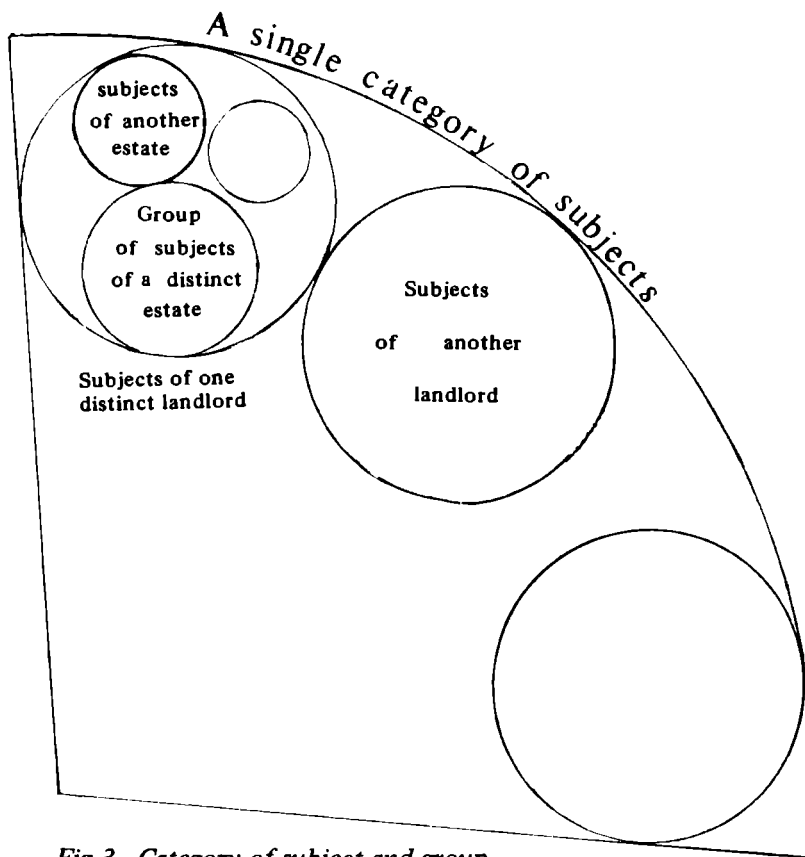 A single category of subjects
subjects
of another
estate
Group
of subjects
of a distinct
estate
Subjects of one
distinct landlord
Subjects
of another
landlord
Fig 3 Category of subject and group